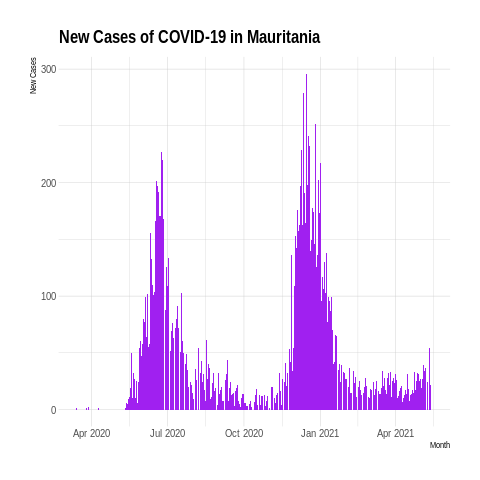 New Cases of COVID-19 in Mauritania
New Cases
300
200
100
0
Apr 2020 Jul 2020 Oct 2020 Jan 2021 Apr 2021
Month